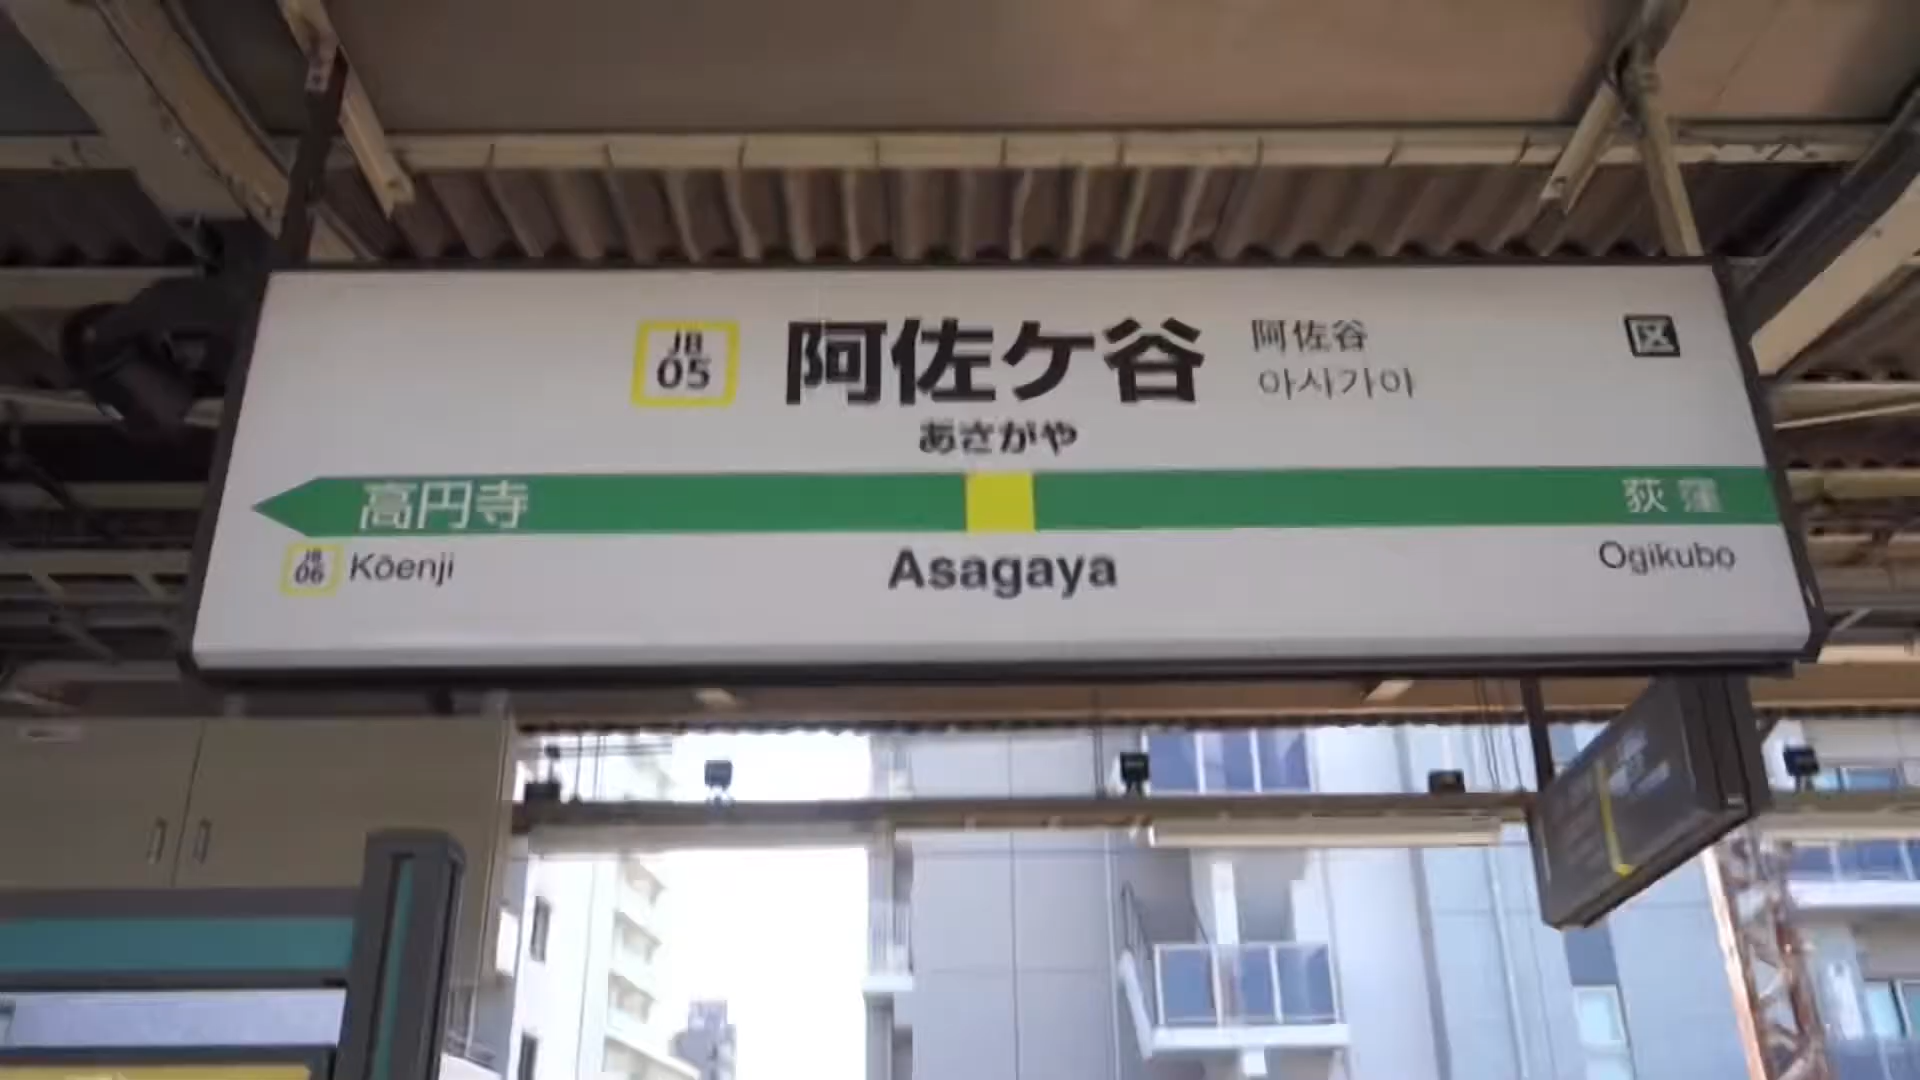 JB
05
阿佐ケ谷
阿佐谷
아사가야
区
あさがや
高円寺
荻窪
JB
06
Kōenji
Asagaya
Ogikubo